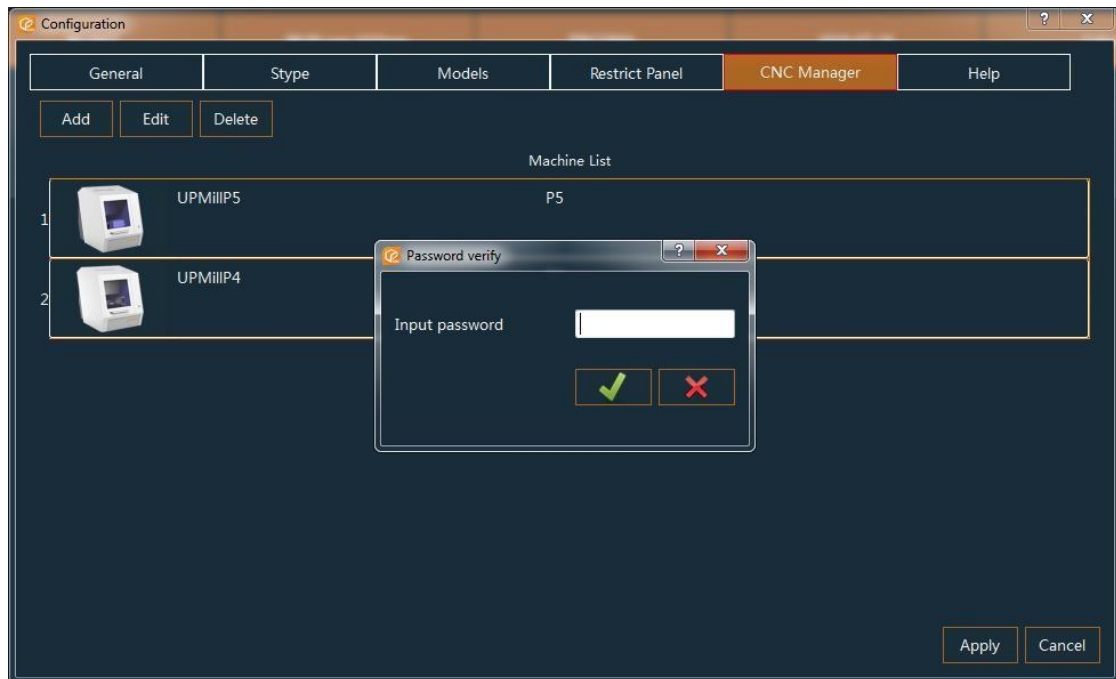 Configuration
General Stype Models Restrict Panel CNC Manager Help
Add Edit Delete
Machine List
1 UPMillP5 P5
Password verify
2 UPMillP4
Input password
Apply Cancel